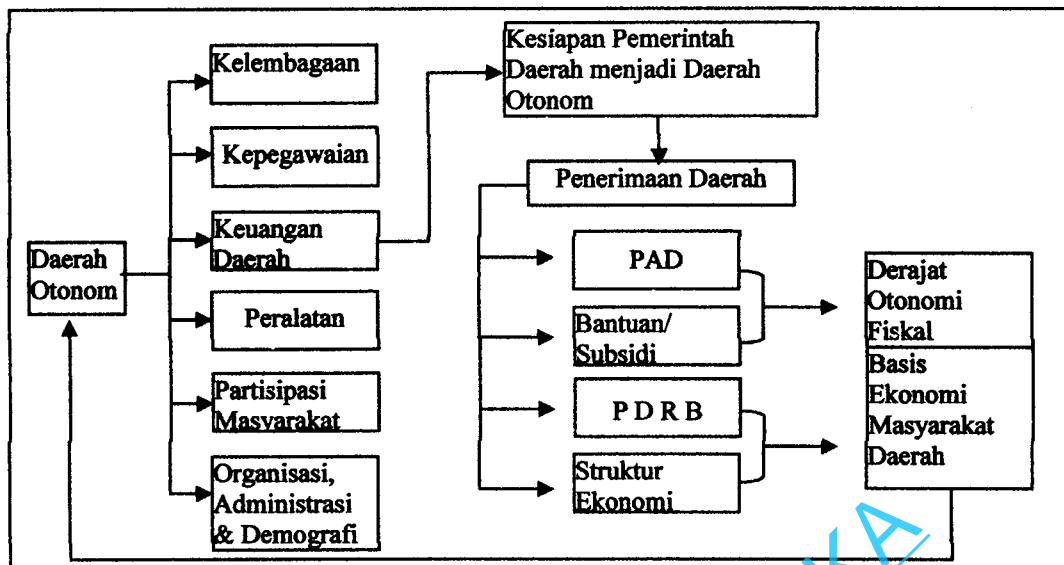 Daerah
Otonom
Kelembagaan
Kepegawaian
Keuangan
Daerah
Peralatan
Partisipasi
Masyarakat
Organisasi,
Administrasi
& Demografi
Kesiapan Pemerintah
Daerah menjadi Daerah
Otonom
Penerimaan Daerah
PAD
Bantuan/
Subsidi
P D R B
Struktur
Ekonomi
Derajat
Otonomi
Fiskal
Basis
Ekonomi
Masyarakat
Daerah
KA